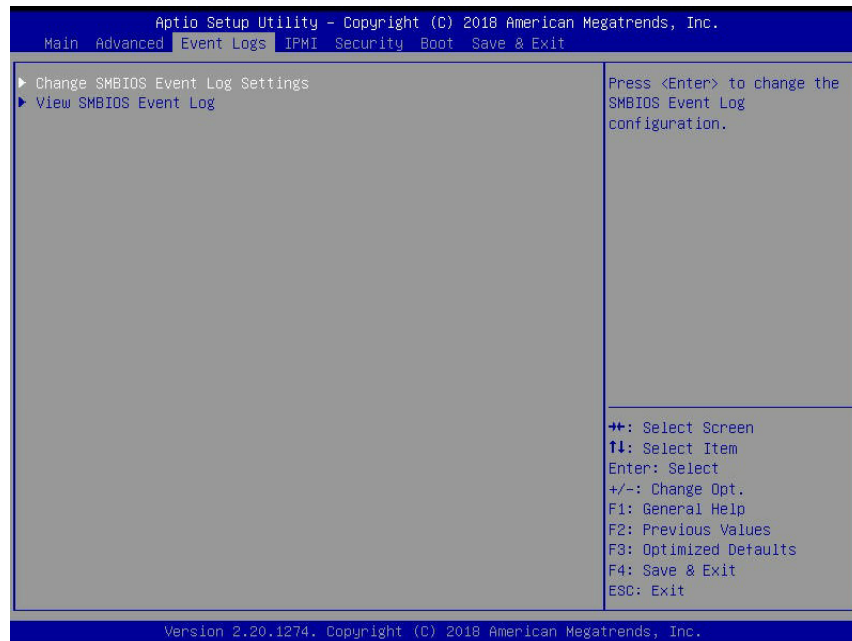 Aptio Setup Utility – Copyright (C) 2018 American Megatrends, Inc.
Main Advanced Event Logs IPMI Security Boot Save & Exit
▶ Change SMBIOS Event Log Settings
▶ View SMBIOS Event Log
Press <Enter> to change the
SMBIOS Event Log
configuration.
→←: Select Screen
↑↓: Select Item
Enter: Select
+/-: Change Opt.
F1: General Help
F2: Previous Values
F3: Optimized Defaults
F4: Save & Exit
ESC: Exit
Version 2.20.1274. Copyright (C) 2018 American Megatrends, Inc.